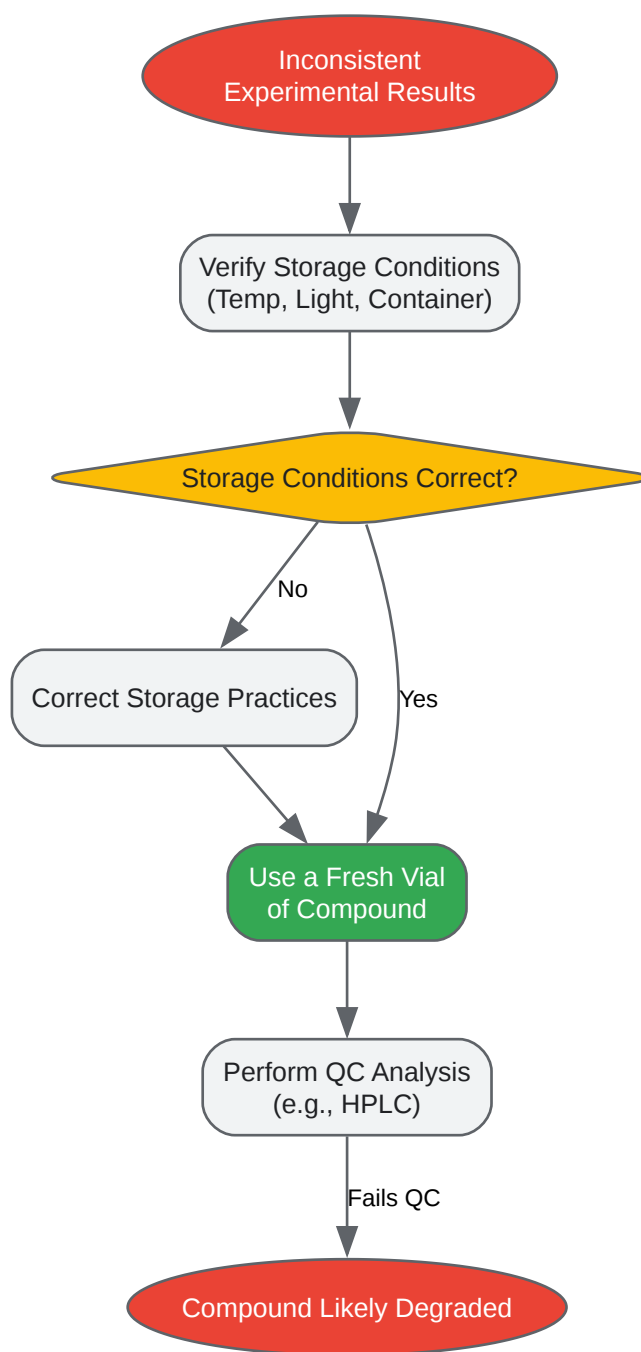 Inconsistent
Experimental Results
Verify Storage Conditions
(Temp, Light, Container)
Storage Conditions Correct?
No
Correct Storage Practices
Yes
Use a Fresh Vial
of Compound
Perform QC Analysis
(e.g., HPLC)
Fails QC
Compound Likely Degraded